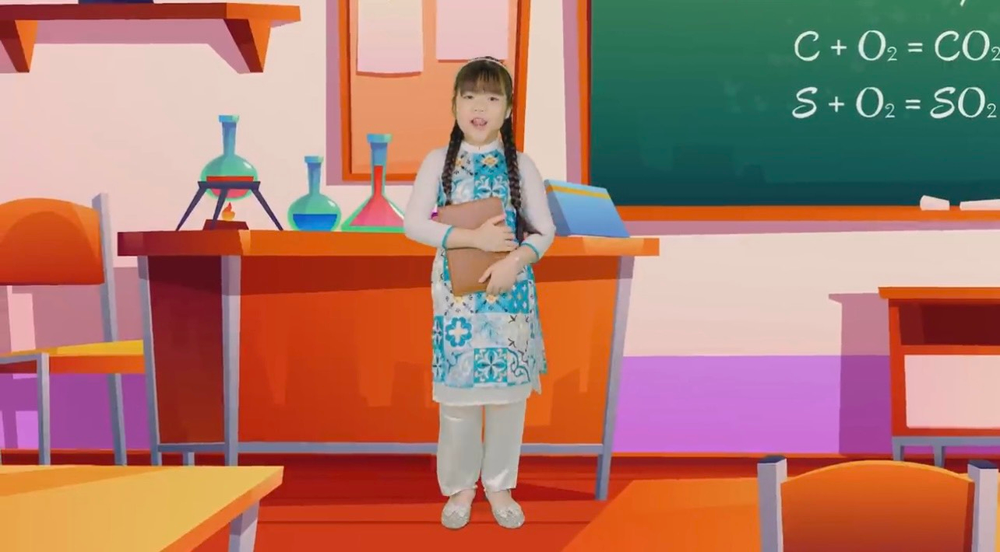 C + O₂ = CO₂
S + O₂ = SO₂